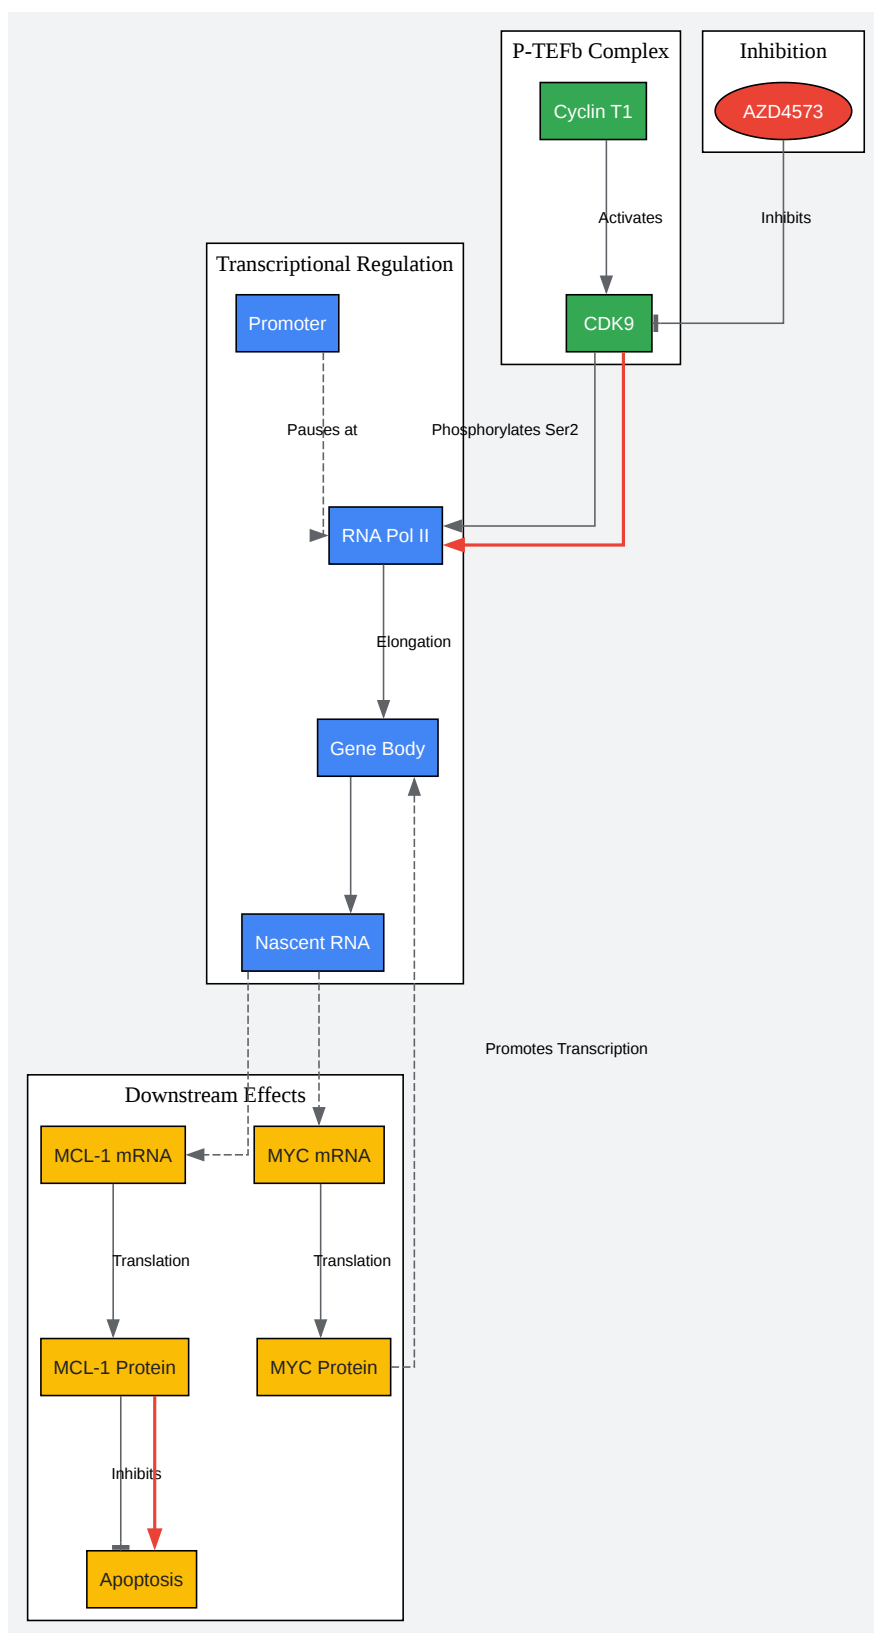 P-TEFb Complex
Inhibition
Cyclin T1
AZD4573
Activates
Inhibits
Transcriptional Regulation
Promoter
CDK9
Pauses at
Phosphorylates Ser2
RNA Pol II
Elongation
Gene Body
Nascent RNA
Promotes Transcription
Downstream Effects
MCL-1 mRNA
MYC mRNA
Translation
Translation
MCL-1 Protein
MYC Protein
Inhibits
Apoptosis